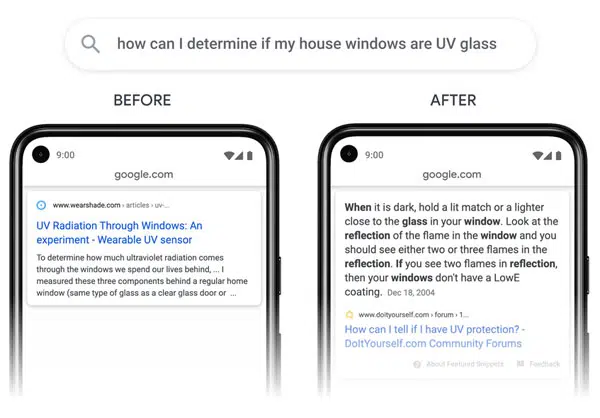 how can I determine if my house windows are UV glass
BEFORE
AFTER
9:00
google.com
www.wearshade.com › articles › uv-...
UV Radiation Through Windows: An
experiment - Wearable UV sensor
To determine how much ultraviolet radiation comes
through the windows we spend our lives behind, ... I
measured these three components behind a regular home
window (same type of glass as a clear glass door or ...
9:00
google.com
When it is dark, hold a lit match or a lighter
close to the glass in your window. Look at the
reflection of the flame in the window and you
should see either two or three flames in the
reflection. If you see two flames in reflection,
then your windows don't have a LowE
coating. Dec 18, 2004
www.doityourself.com › forum › 1...
How can I tell if I have UV protection? -
DoItYourself.com Community Forums
About Featured Snippets
Feedback